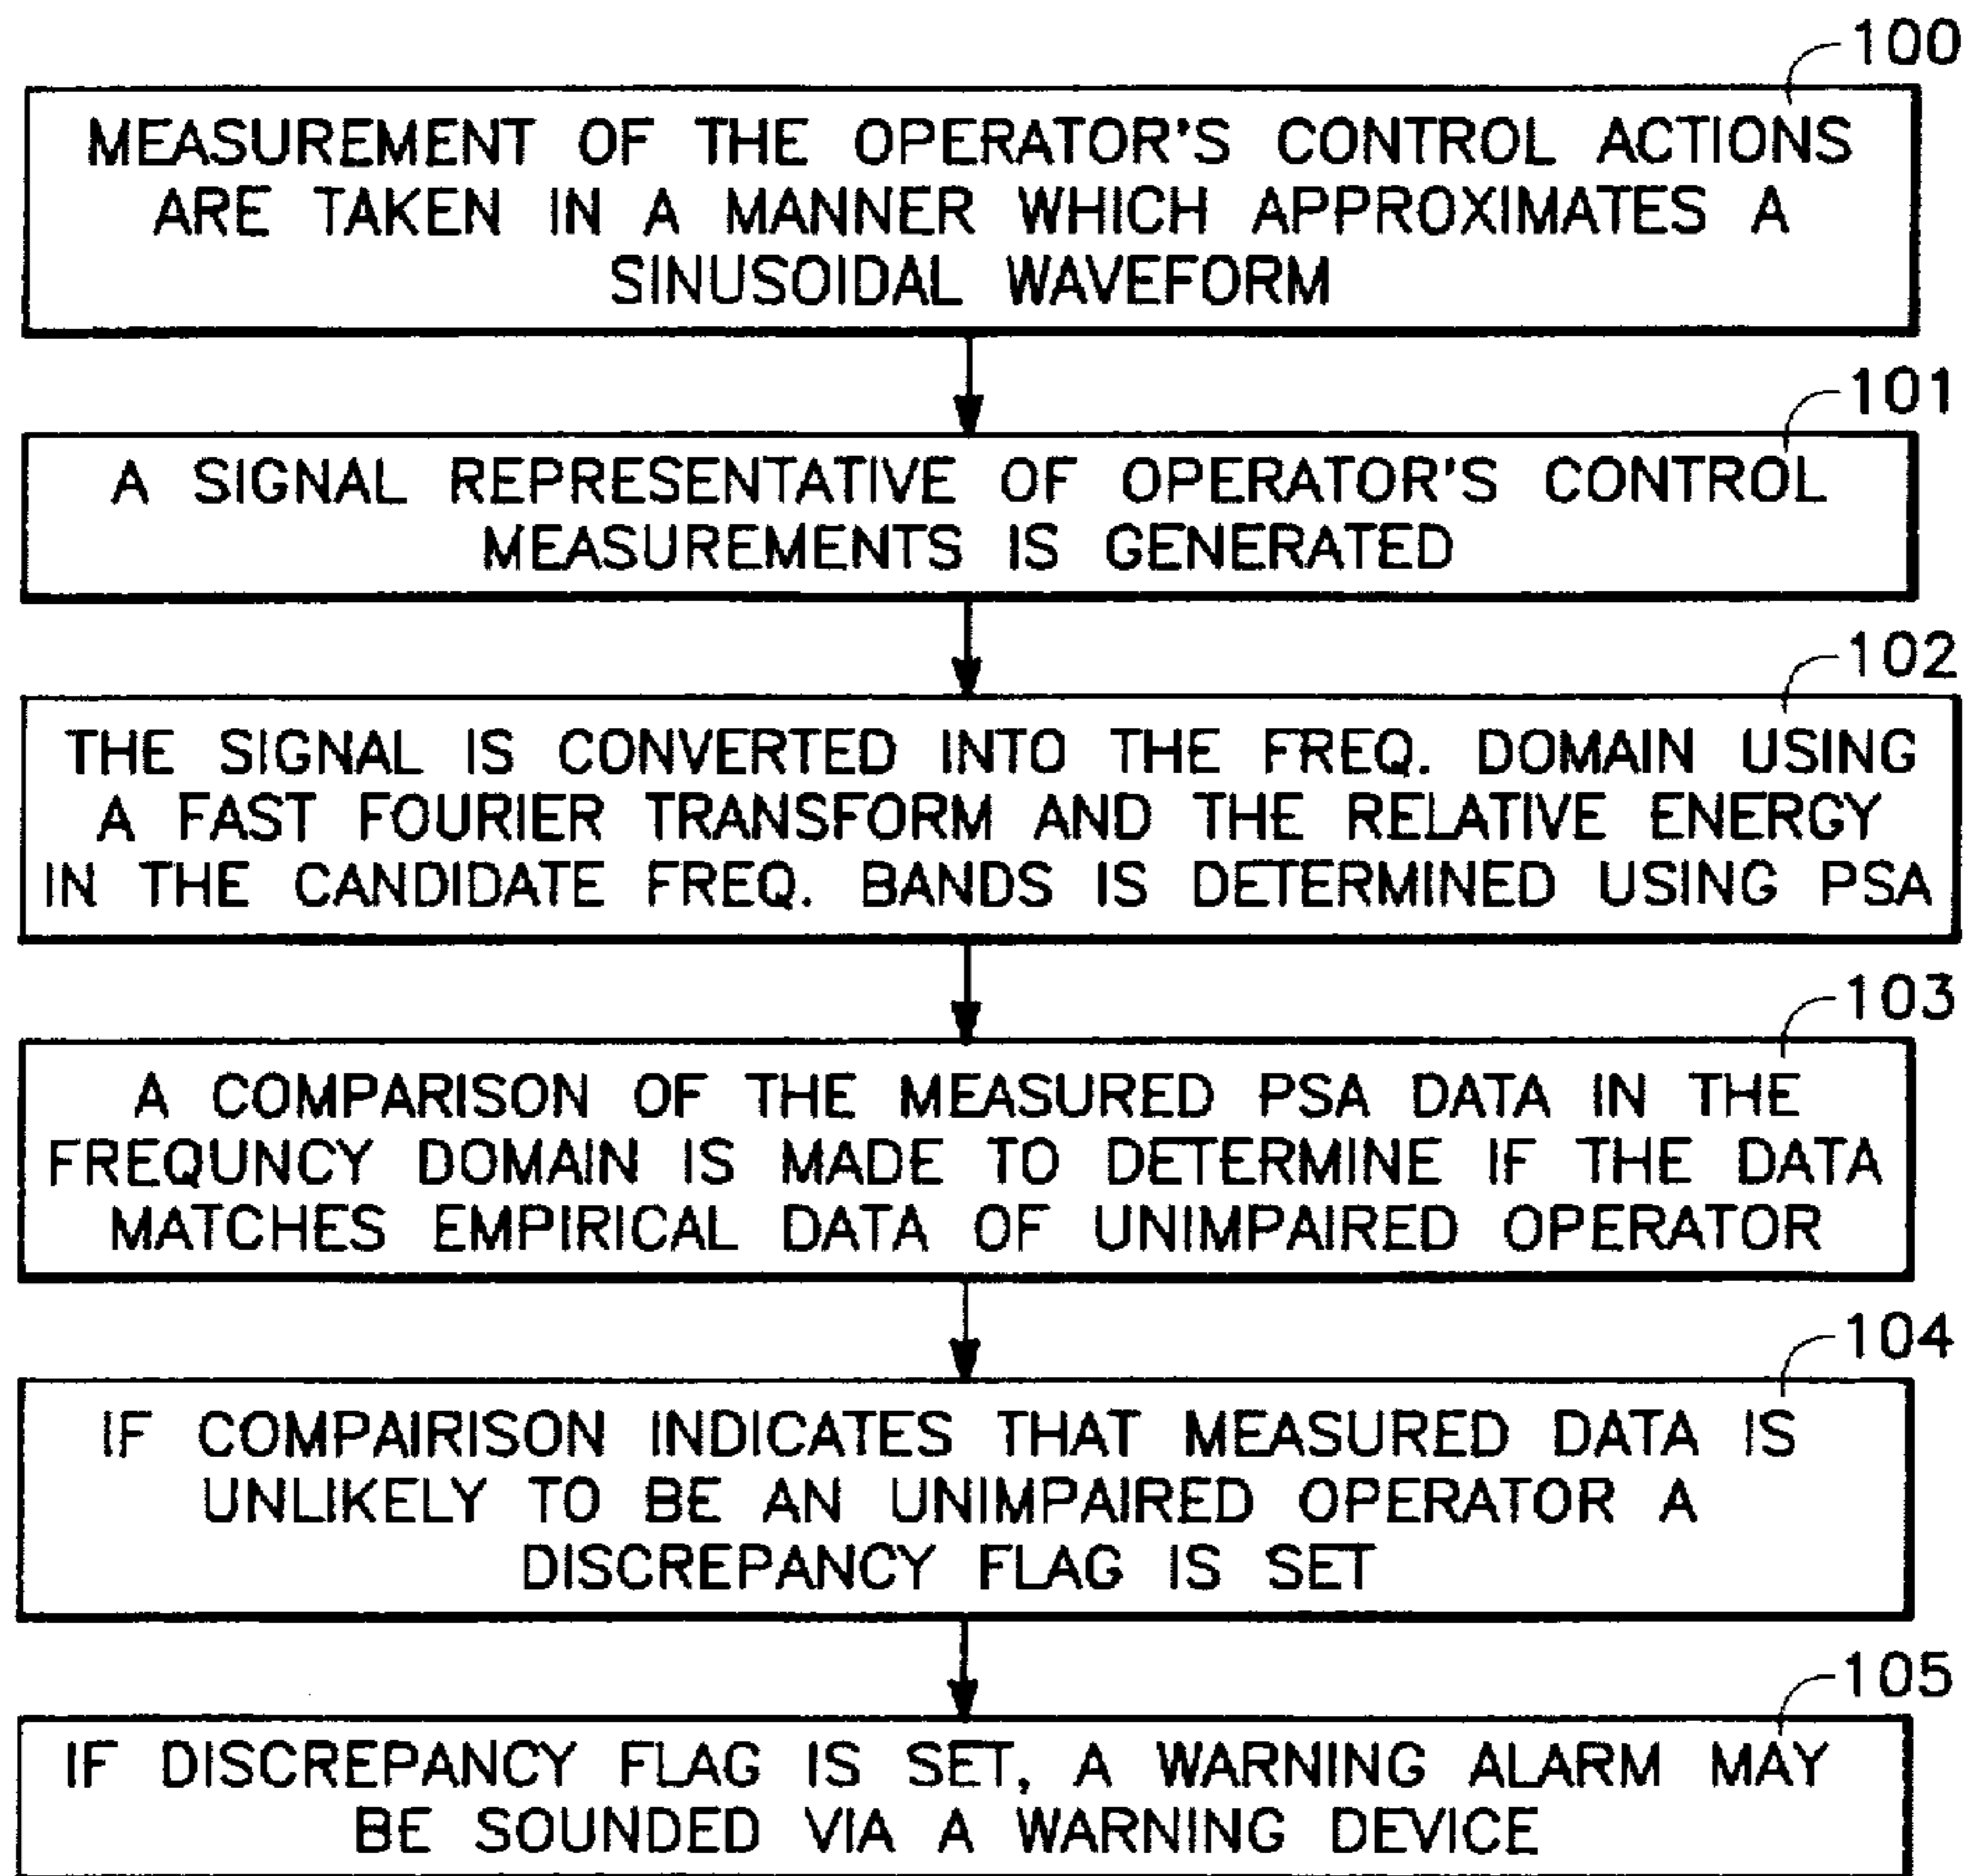 100
MEASUREMENT OF THE OPERATOR'S CONTROL ACTIONS
ARE TAKEN IN A MANNER WHICH APPROXIMATES A
SINUSOIDAL WAVEFORM
101
A SIGNAL REPRESENTATIVE OF OPERATOR'S CONTROL
MEASUREMENTS IS GENERATED
102
THE SIGNAL IS CONVERTED INTO THE FREQ. DOMAIN USING
A FAST FOURIER TRANSFORM AND THE RELATIVE ENERGY
IN THE CANDIDATE FREQ. BANDS IS DETERMINED USING PSA
103
A COMPARISON OF THE MEASURED PSA DATA IN THE
FREQUNCY DOMAIN IS MADE TO DETERMINE IF THE DATA
MATCHES EMPIRICAL DATA OF UNIMPAIRED OPERATOR
104
IF COMPAIRISON INDICATES THAT MEASURED DATA IS
UNLIKELY TO BE AN UNIMPAIRED OPERATOR A
DISCREPANCY FLAG IS SET
105
IF DISCREPANCY FLAG IS SET, A WARNING ALARM MAY
BE SOUNDED VIA A WARNING DEVICE